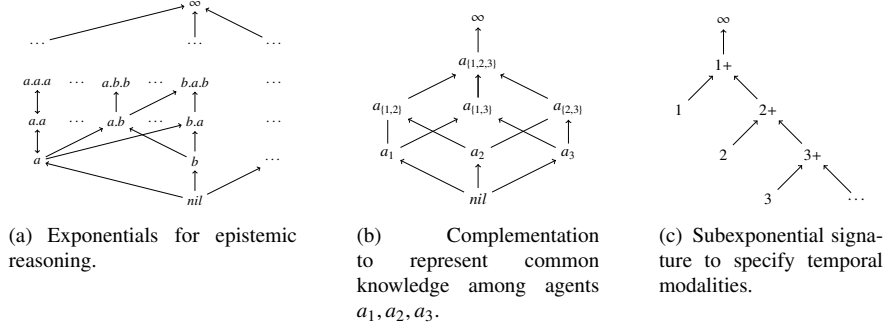 ∞ ∞ ∞
… … …
a.a.a … a.b.b … b.a.b …
a.a … a.b … b.a …
a b …
nil
a{1,2,3}
a{1,2} a{1,3} a{2,3}
a1 a2 a3
nil
1+
1 2+
2 3+
3 …
(a) Exponentials for epistemic
reasoning.
(b) Complementation
to represent common
knowledge among agents
a1, a2, a3.
(c) Subexponential signa-
ture to specify temporal
modalities.